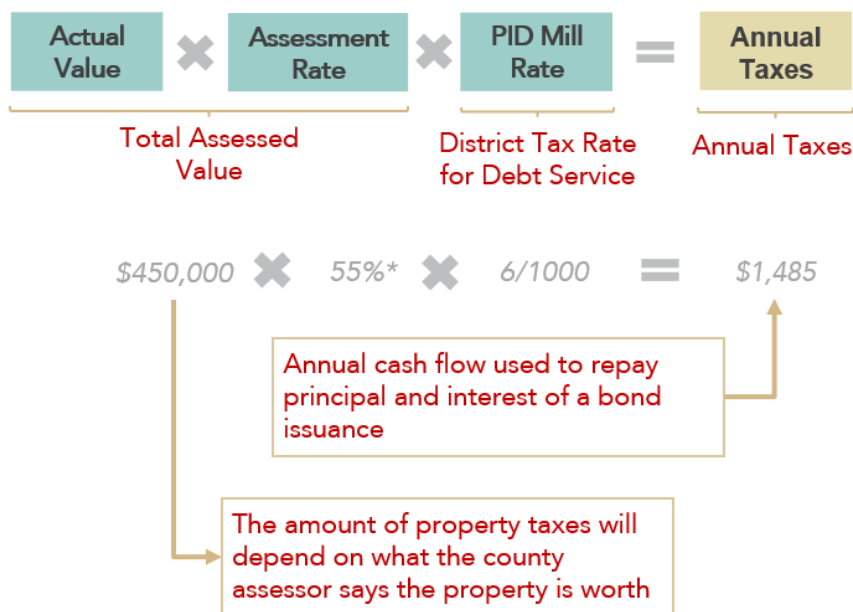 Actual
Value
Assessment
Rate
PID Mill
Rate
=
Annual
Taxes
Total Assessed
Value
District Tax Rate
for Debt Service
Annual Taxes
$450,000 × 55%* × 6/1000 = $1,485
Annual cash flow used to repay
principal and interest of a bond
issuance
The amount of property taxes will
depend on what the county
assessor says the property is worth